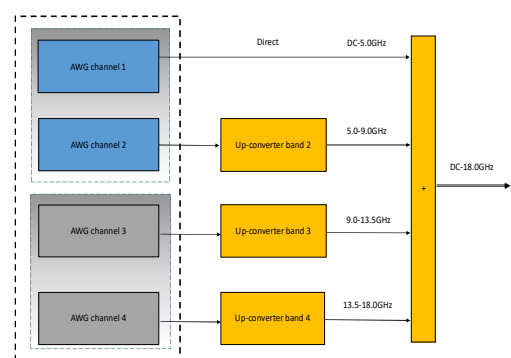 Direct
DC-5.0GHz
AWG channel 1
AWG channel 2
Up-converter band 2
5.0-9.0GHz
DC-18.0GHz
+
AWG channel 3
Up-converter band 3
9.0-13.5GHz
AWG channel 4
Up-converter band 4
13.5-18.0GHz